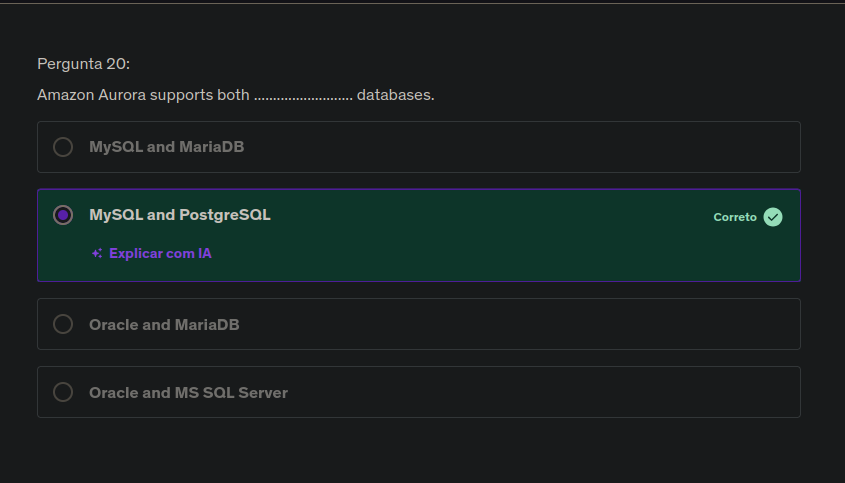 Pergunta 20:
Amazon Aurora supports both .......................... databases.
MySQL and MariaDB
MySQL and PostgreSQL
Correto
Explicar com IA
Oracle and MariaDB
Oracle and MS SQL Server